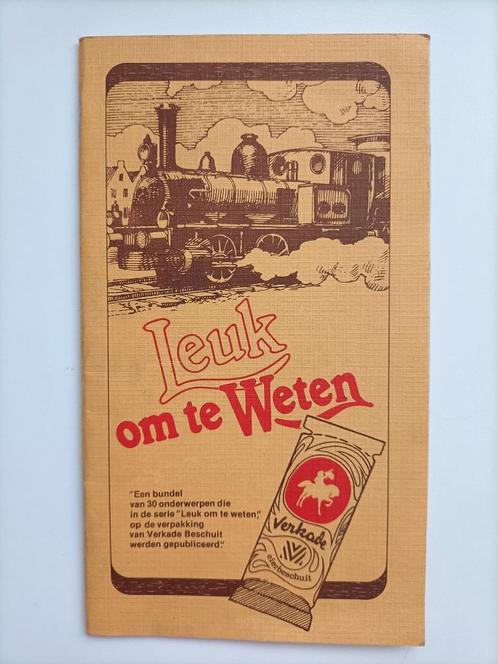 Leuk
om te Weten
"Een bundel
van 30 onderwerpen die
in de serie "Leuk om te weten,"
op de verpakking
van Verkade Beschuit
werden gepubliceerd."
Verkade
eierbeschuit